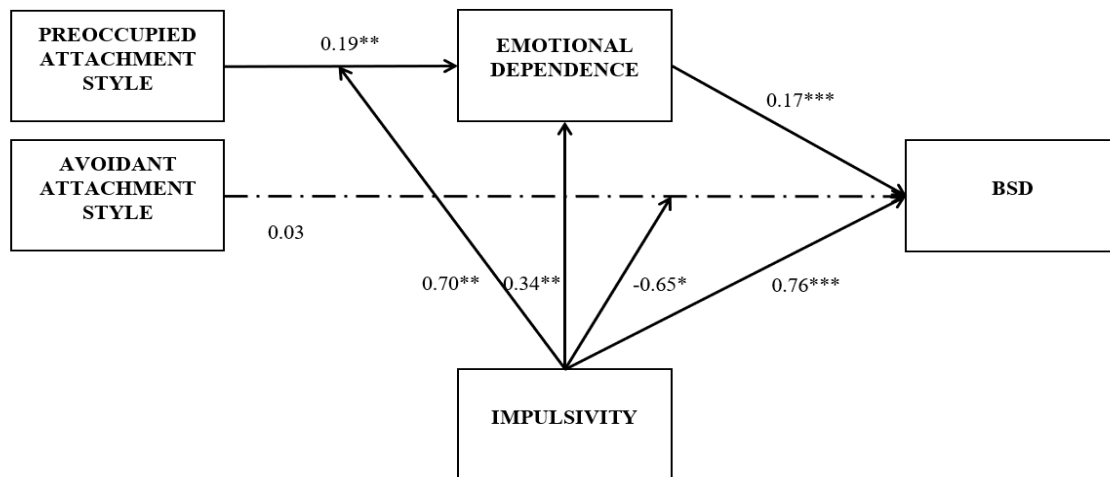 PREOCCUPIED
ATTACHMENT
STYLE
0.19**
EMOTIONAL
DEPENDENCE
0.17***
AVOIDANT
ATTACHMENT
STYLE
BSD
0.03
0.70**
0.34**
-0.65*
0.76***
IMPULSIVITY